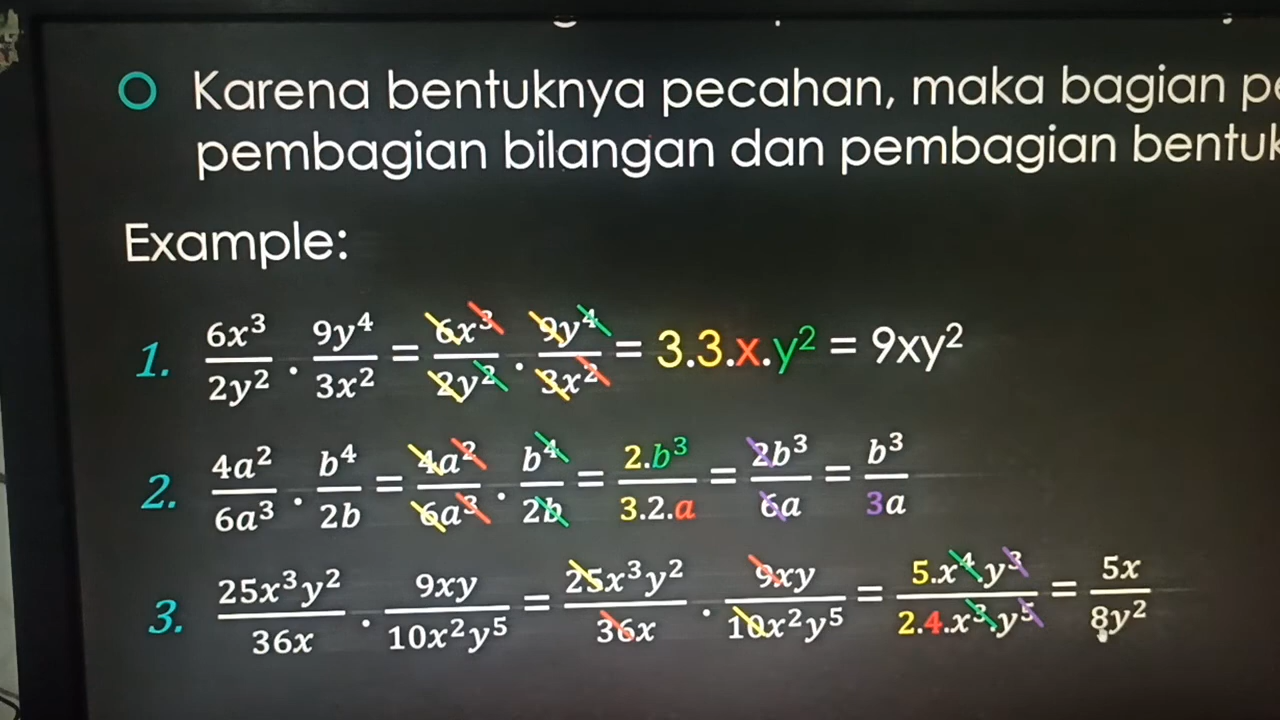 Karena bentuknya pecahan, maka bagian
pembagian bilangan dan pembagian
Example:
1. 6x³/2y² · 9y⁴/3x² = 6x³/2y² · 9y⁴/3x² = 3.3.x.y² = 9xy²
2. 4a²/6a³ · b⁴/2b = 4a²/6a³ · b⁴/2b = 2.b³/3.2.a = 2b³/6a = b³/3a
3. 25x³y²/36x · 9xy/10x²y⁵ = 25x³y²/36x · 9xy/10x²y⁵ = 5.x⁴.y³/2.4.x³.y⁵ = 5x/8y²